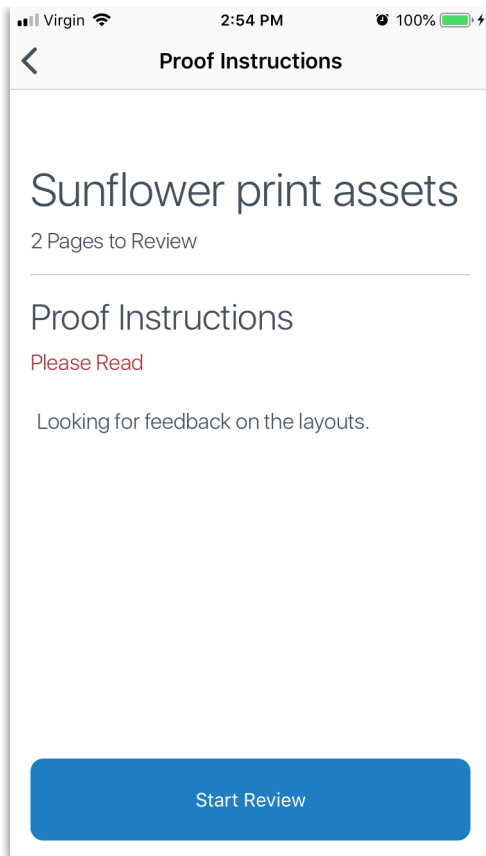 Virgin 2:54 PM 100%
Proof Instructions
Sunflower print assets
2 Pages to Review
Proof Instructions
Please Read
Looking for feedback on the layouts.
Start Review